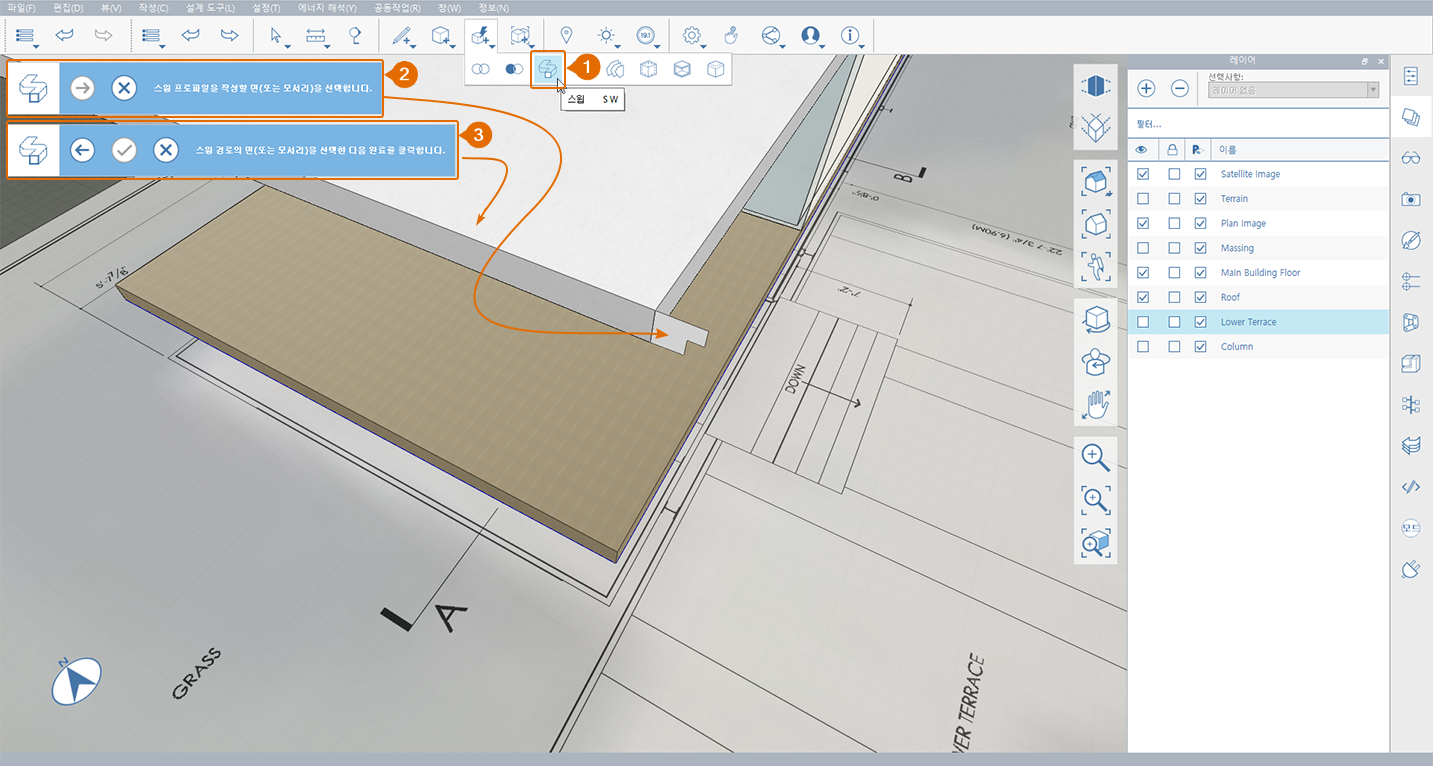 파일(F) 편집(D) 뷰(V) 작성(C) 설계 도구(L) 설정(T) 에너지 해석(Y) 공동작업(R) 창(W) 정보(N)
19.1
1
스윕 SW
스윕 프로파일을 작성할 면(또는 모서리)을 선택합니다.
2
스윕 경로의 면(또는 모서리)을 선택한 다음 완료를 클릭합니다.
3
레이어
선택사항:
레이어 없음
필터...
이름
Satellite Image
Terrain
Plan Image
Massing
Main Building Floor
Roof
Lower Terrace
Column
5'-7/8"
B
22'-7 3/4" (6.90M)
7'-2"
DOWN
A
GRASS
N
VER TERRACE
모드